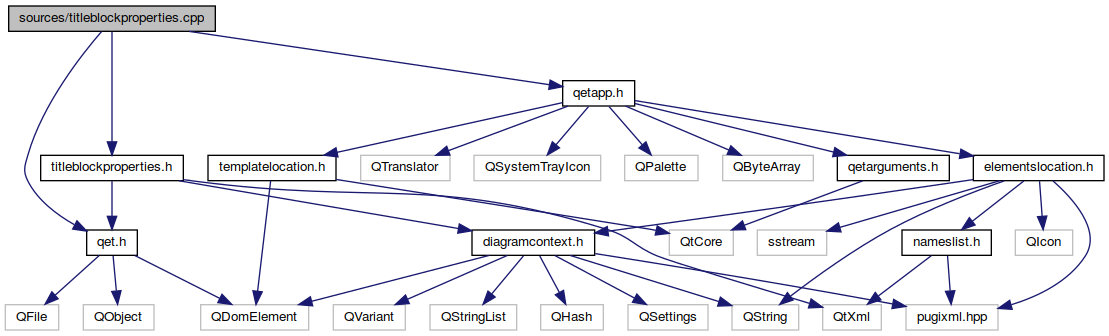 sources/titleblockproperties.cpp
qetapp.h
titleblockproperties.h
templatelocation.h
QTranslator
QSystemTrayIcon
QPalette
QByteArray
qetarguments.h
elementslocation.h
qet.h
diagramcontext.h
QtCore
sstream
nameslist.h
QIcon
QFile
QObject
QDomElement
QVariant
QStringList
QHash
QSettings
QString
QtXml
pugixml.hpp